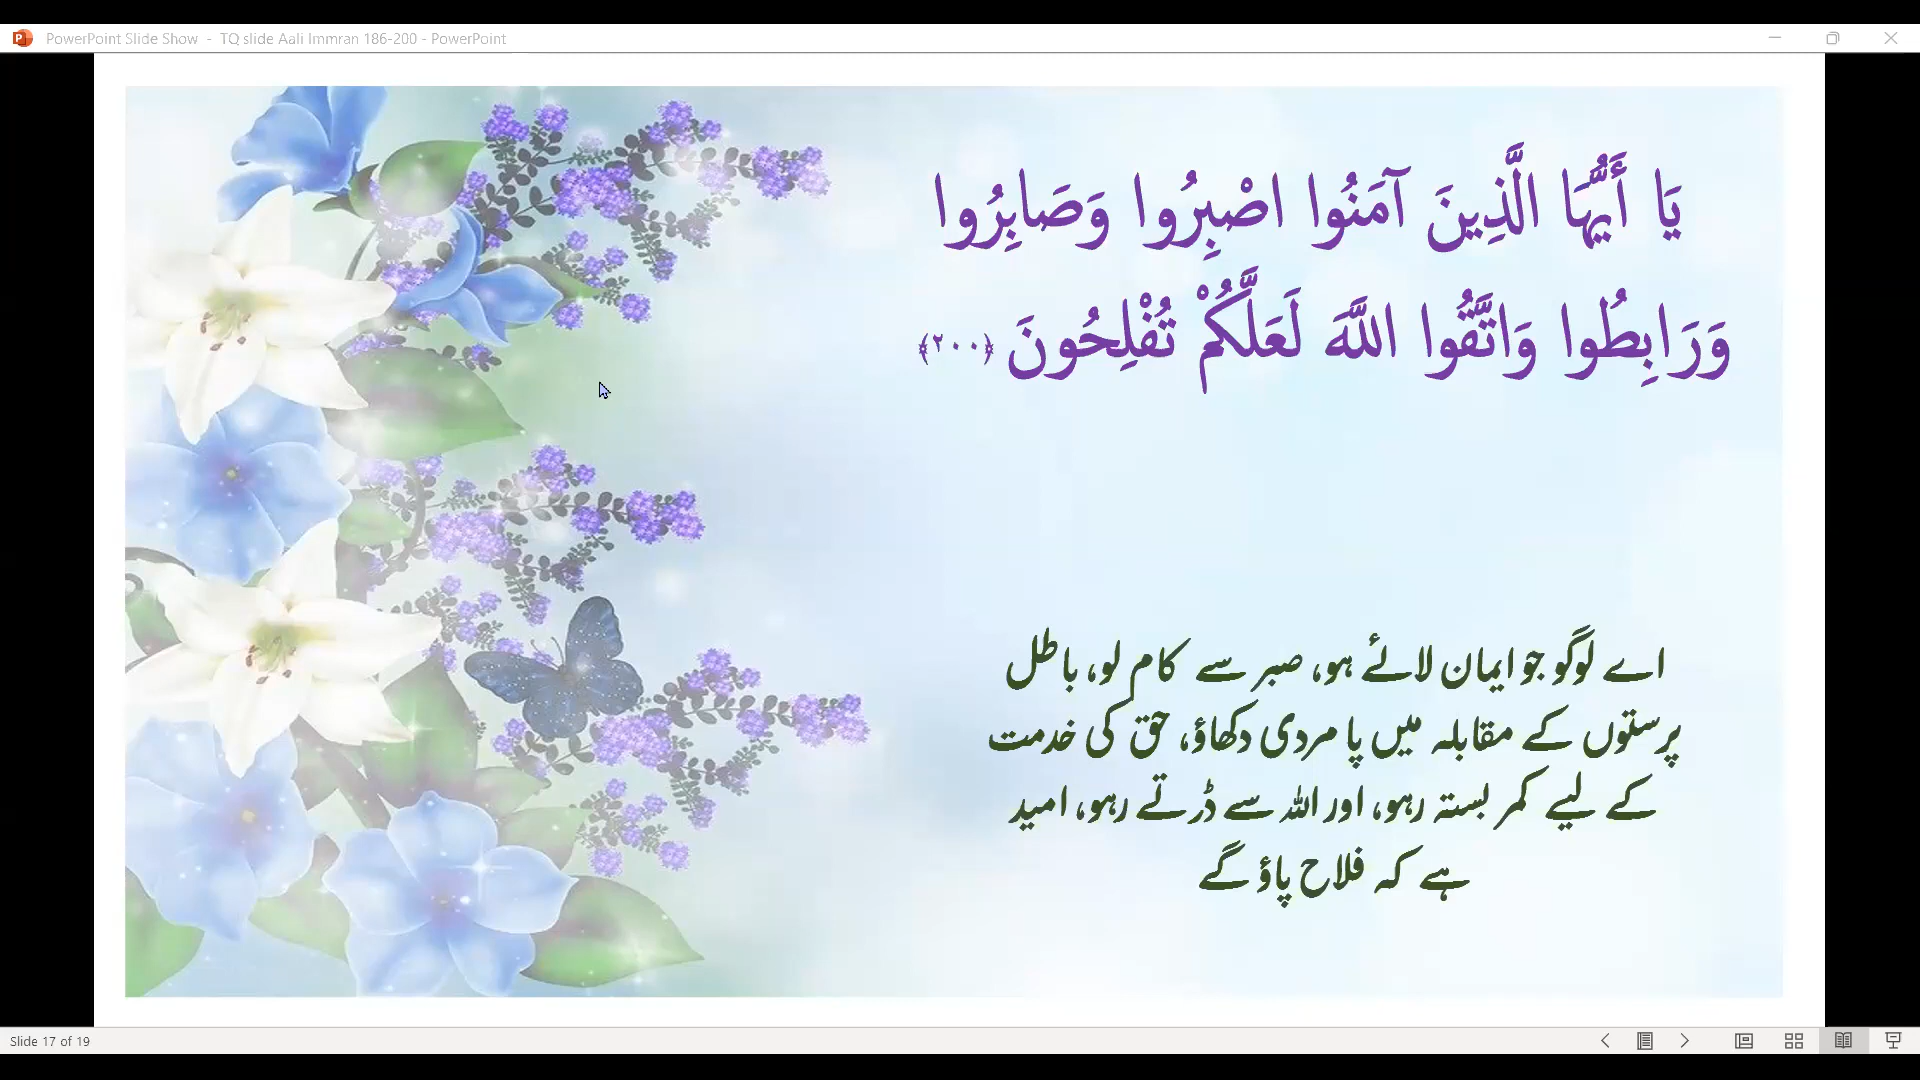 PowerPoint Slide Show - TQ slide Aali Immran 186-200 - PowerPoint
يَا أَيُّهَا الَّذِينَ آمَنُوا اصْبِرُوا وَصَابِرُوا
وَرَابِطُوا وَاتَّقُوا اللَّهَ لَعَلَّكُمْ تُفْلِحُونَ ﴿٢٠٠﴾
اے لوگو جو ایمان لائے ہو، صبر سے کام لو، باطل
پرستوں کے مقابلہ میں پا مردی دکھاؤ، حق کی خدمت
کے لیے کمر بستہ رہو، اور اللہ سے ڈرتے رہو، امید
ہے کہ فلاح پاؤ گے
Slide 17 of 19